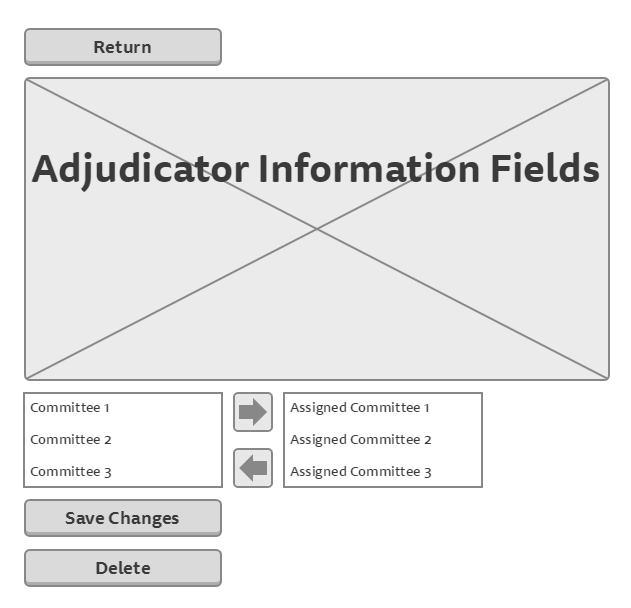 Return
Adjudicator Information Fields
Committee 1
Committee 2
Committee 3
Assigned Committee 1
Assigned Committee 2
Assigned Committee 3
Save Changes
Delete